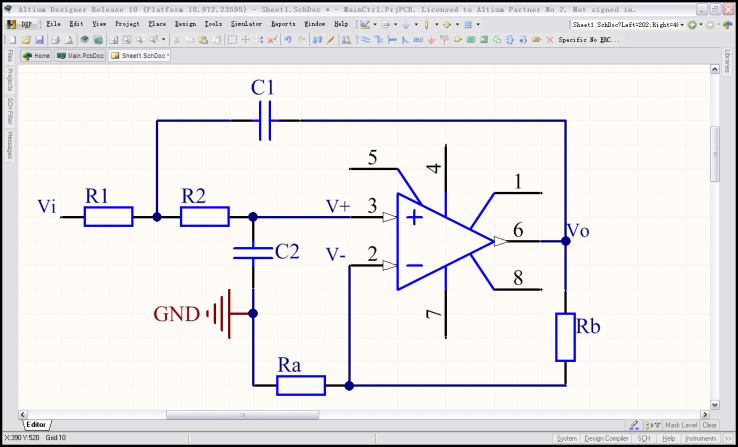 Altium Designer Release 10 (Platform 10.972.23595) - Sheet1.SchDoc * - MainCtrl.PrjPCB. Licensed to Altium Partner No 2. Not signed in.
DXP File Edit View Project Place Design Tools Simulator Reports Window Help
Sheet1.SchDoc?Left=202;Right=4
Specific No ERC...
Home Main.PcbDoc Sheet1.SchDoc *
Files
Projects
SCH Filter
Messages
Libraries
C1
5
4
R1
R2
1
Vi
V+
3
6
Vo
C2
V-
2
8
GND
7
Rb
Ra
Editor
Mask Level Clear
X:390 Y:520 Grid:10
System Design Compiler SCH Help Instruments >>